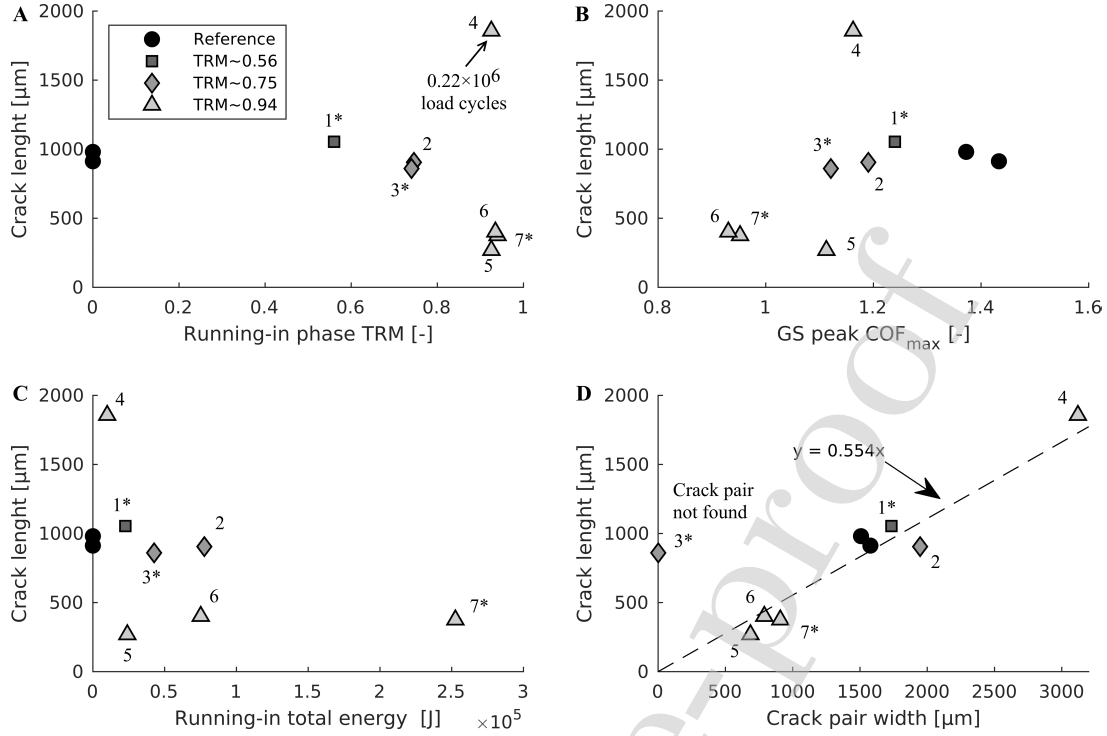 A
2000
1500
1000
500
0
Crack lenght [μm]
Reference
TRM~0.56
TRM~0.75
TRM~0.94
4
0.22×10⁶
load cycles
1*
2
3*
6
7*
5
0 0.2 0.4 0.6 0.8 1
Running-in phase TRM [-]
B
2000
1500
1000
500
0
Crack lenght [μm]
4
1*
3*
2
6
7*
5
0.8 1 1.2 1.4 1.6
GS peak COFmax [-]
C
2000
1500
1000
500
0
Crack lenght [μm]
4
1*
2
3*
6
7*
5
0 0.5 1 1.5 2 2.5 3
Running-in total energy [J] ×10⁵
D
2000
1500
1000
500
0
Crack lenght [μm]
4
y = 0.554x
Crack pair
not found
1*
3*
2
6
7*
5
0 500 1000 1500 2000 2500 3000
Crack pair width [μm]
-proof